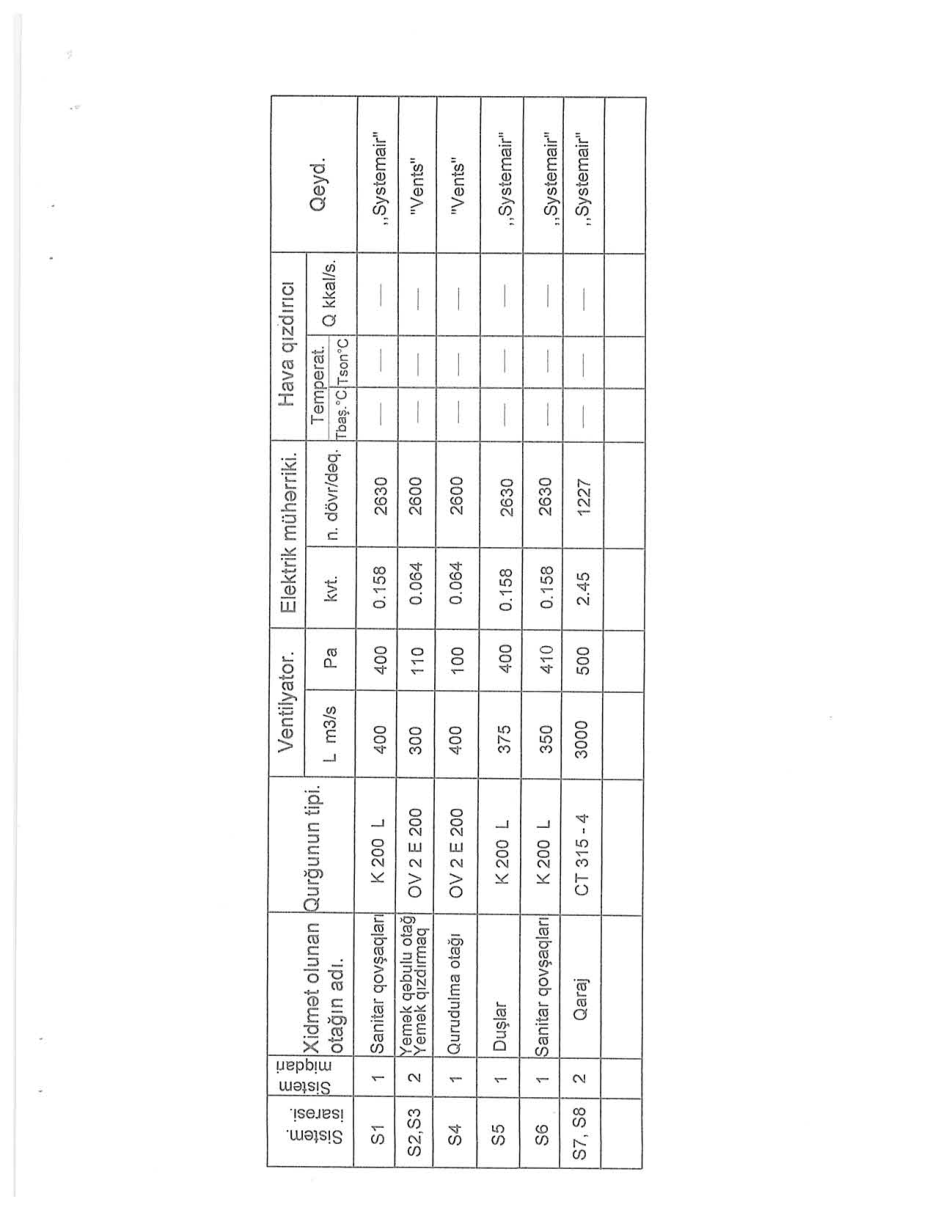 Sistem. işarəsi. Sistem miqdarı Xidmət olunan otağın adı. Qurğunun tipi. Ventilyator. Elektrik mühərriki. Hava qızdırıcı Qeyd.
L m3/s Pa kvt. n. dövr/dəq. Temperat. Q kkal/s.
Tbaş.°C Tson°C
S1 1 Sanitar qovşaqları K 200 L 400 400 0.158 2630 — — — ,,Systemair"
S2,S3 2 Yemək qəbulu otağ 
Yemək qızdırmaq OV 2 E 200 300 110 0.064 2600 — — — "Vents"
S4 1 Qurudulma otağı OV 2 E 200 400 100 0.064 2600 — — — "Vents"
S5 1 Duşlar K 200 L 375 400 0.158 2630 — — — ,,Systemair"
S6 1 Sanitar qovşaqları K 200 L 350 410 0.158 2630 — — — ,,Systemair"
S7, S8 2 Qaraj CT 315 - 4 3000 500 2.45 1227 — — — ,,Systemair"